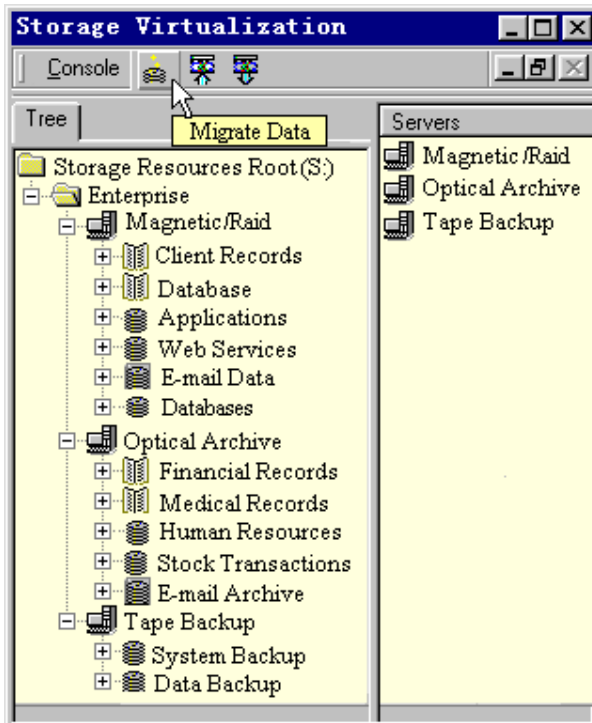 Storage Virtualization
Console
Migrate Data
Tree
Storage Resources Root(S:)
Enterprise
Magnetic/Raid
Client Records
Database
Applications
Web Services
E-mail Data
Databases
Optical Archive
Financial Records
Medical Records
Human Resources
Stock Transactions
E-mail Archive
Tape Backup
System Backup
Data Backup
Servers
Magnetic/Raid
Optical Archive
Tape Backup